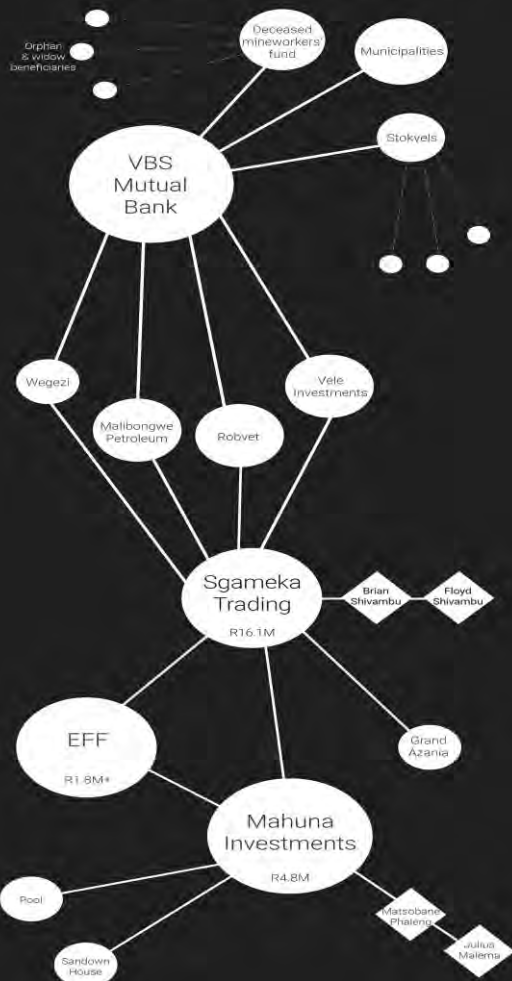 Orphan
& widow
beneficiaries
Deceased
mineworkers'
fund
Municipalities
Stokvels
VBS
Mutual
Bank
Wegezi
Malibongwe
Petroleum
Robvet
Vele
Investments
Sgameka
Trading
R16.1M
Brian
Shivambu
Floyd
Shivambu
EFF
R1.8M+
Grand
Azania
Mahuna
Investments
R4.8M
Pool
Sandown
House
Matsobane
Phaleng
Julius
Malema